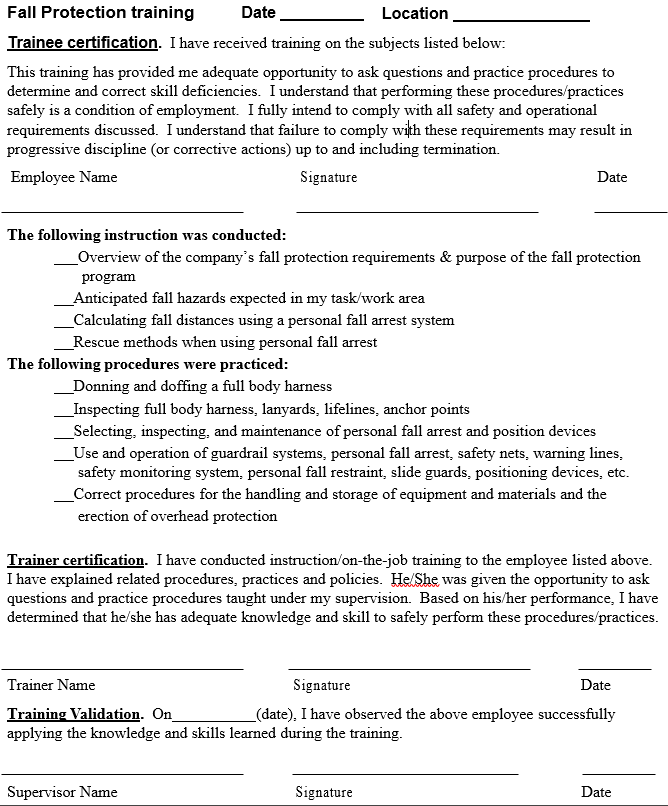 Fall Protection training Date _________ Location _______________
Trainee certification. I have received training on the subjects listed below:
This training has provided me adequate opportunity to ask questions and practice procedures to
determine and correct skill deficiencies. I understand that performing these procedures/practices
safely is a condition of employment. I fully intend to comply with all safety and operational
requirements discussed. I understand that failure to comply with these requirements may result in
progressive discipline (or corrective actions) up to and including termination.
Employee Name Signature Date
The following instruction was conducted:
___Overview of the company’s fall protection requirements & purpose of the fall protection
program
___Anticipated fall hazards expected in my task/work area
___Calculating fall distances using a personal fall arrest system
___Rescue methods when using personal fall arrest
The following procedures were practiced:
___Donning and doffing a full body harness
___Inspecting full body harness, lanyards, lifelines, anchor points
___Selecting, inspecting, and maintenance of personal fall arrest and position devices
___Use and operation of guardrail systems, personal fall arrest, safety nets, warning lines,
safety monitoring system, personal fall restraint, slide guards, positioning devices, etc.
___Correct procedures for the handling and storage of equipment and materials and the
erection of overhead protection
Trainer certification. I have conducted instruction/on-the-job training to the employee listed above.
I have explained related procedures, practices and policies. He/She was given the opportunity to ask
questions and practice procedures taught under my supervision. Based on his/her performance, I have
determined that he/she has adequate knowledge and skill to safely perform these procedures/practices.
Trainer Name Signature Date
Training Validation. On___________(date), I have observed the above employee successfully
applying the knowledge and skills learned during the training.
Supervisor Name Signature Date